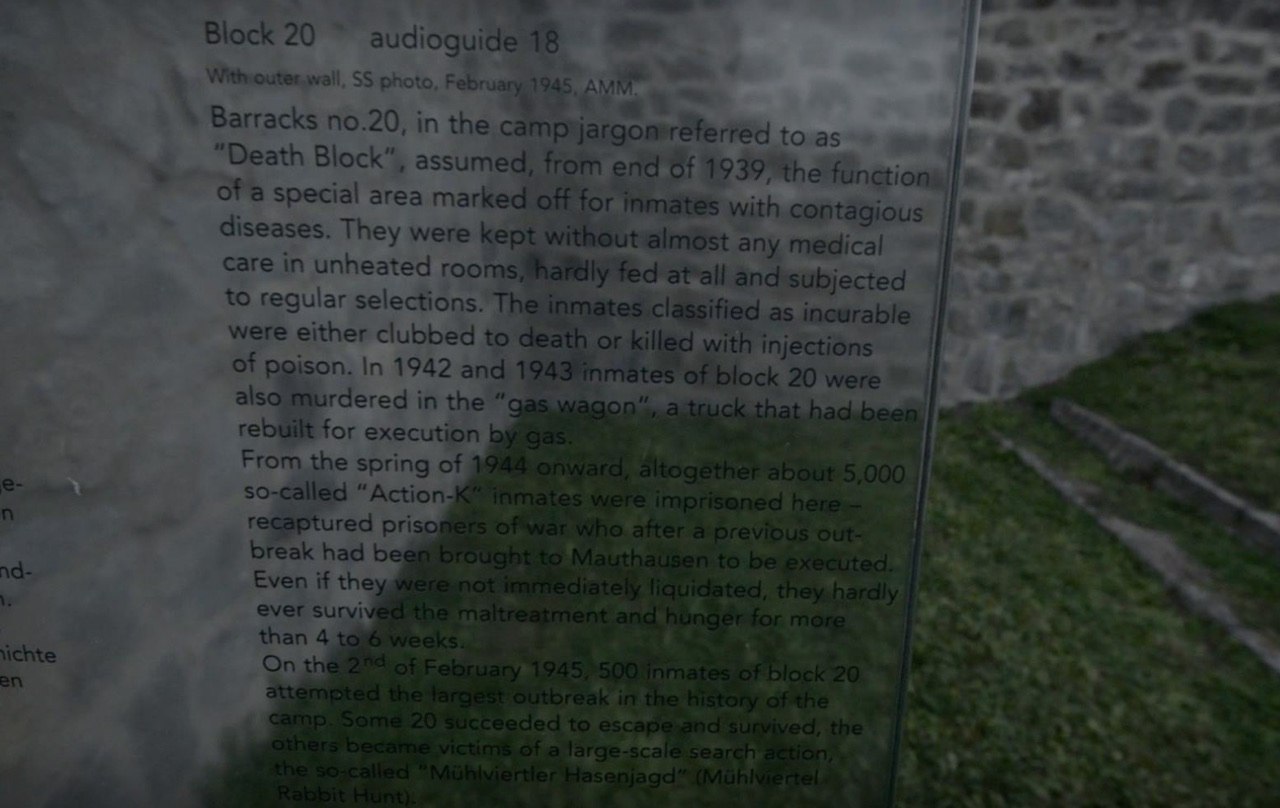 Block 20 audioguide 18
With outer wall, SS photo, February 1945, AMM.
Barracks no.20, in the camp jargon referred to as
"Death Block", assumed, from end of 1939, the function
of a special area marked off for inmates with contagious
diseases. They were kept without almost any medical
care in unheated rooms, hardly fed at all and subjected
to regular selections. The inmates classified as incurable
were either clubbed to death or killed with injections
of poison. In 1942 and 1943 inmates of block 20 were
also murdered in the "gas wagon", a truck that had been
rebuilt for execution by gas.
From the spring of 1944 onward, altogether about 5,000
so-called "Action-K" inmates were imprisoned here –
recaptured prisoners of war who after a previous out-
break had been brought to Mauthausen to be executed.
Even if they were not immediately liquidated, they hardly
ever survived the maltreatment and hunger for more
than 4 to 6 weeks.
On the 2nd of February 1945, 500 inmates of block 20
attempted the largest outbreak in the history of the
camp. Some 20 succeeded to escape and survived, the
others became victims of a large-scale search action,
the so-called "Mühlviertler Hasenjagd" (Mühlviertel
Rabbit Hunt).